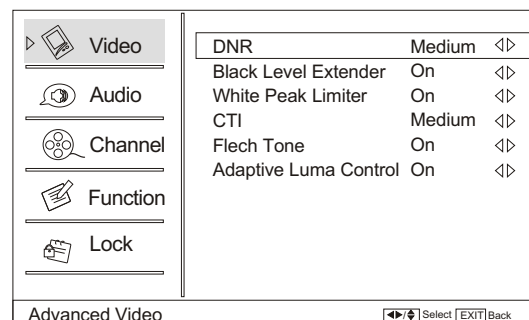 Video
Audio
Channel
Function
Lock
DNR Medium
Black Level Extender On
White Peak Limiter On
CTI Medium
Flech Tone On
Adaptive Luma Control On
Advanced Video
Select EXIT Back